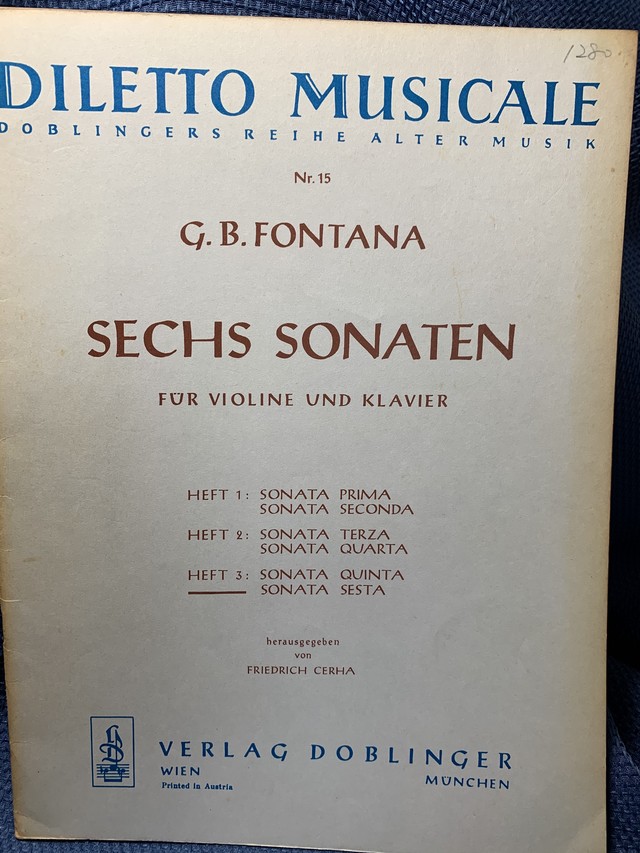 1280.
DILETTO MUSICALE
DOBLINGERS REIHE ALTER MUSIK
Nr. 15
G. B. FONTANA
SECHS SONATEN
FÜR VIOLINE UND KLAVIER
HEFT 1: SONATA PRIMA
SONATA SECONDA
HEFT 2: SONATA TERZA
SONATA QUARTA
HEFT 3: SONATA QUINTA
SONATA SESTA
herausgegeben
von
FRIEDRICH CERHA
VERLAG DOBLINGER
WIEN MÜNCHEN
Printed in Austria